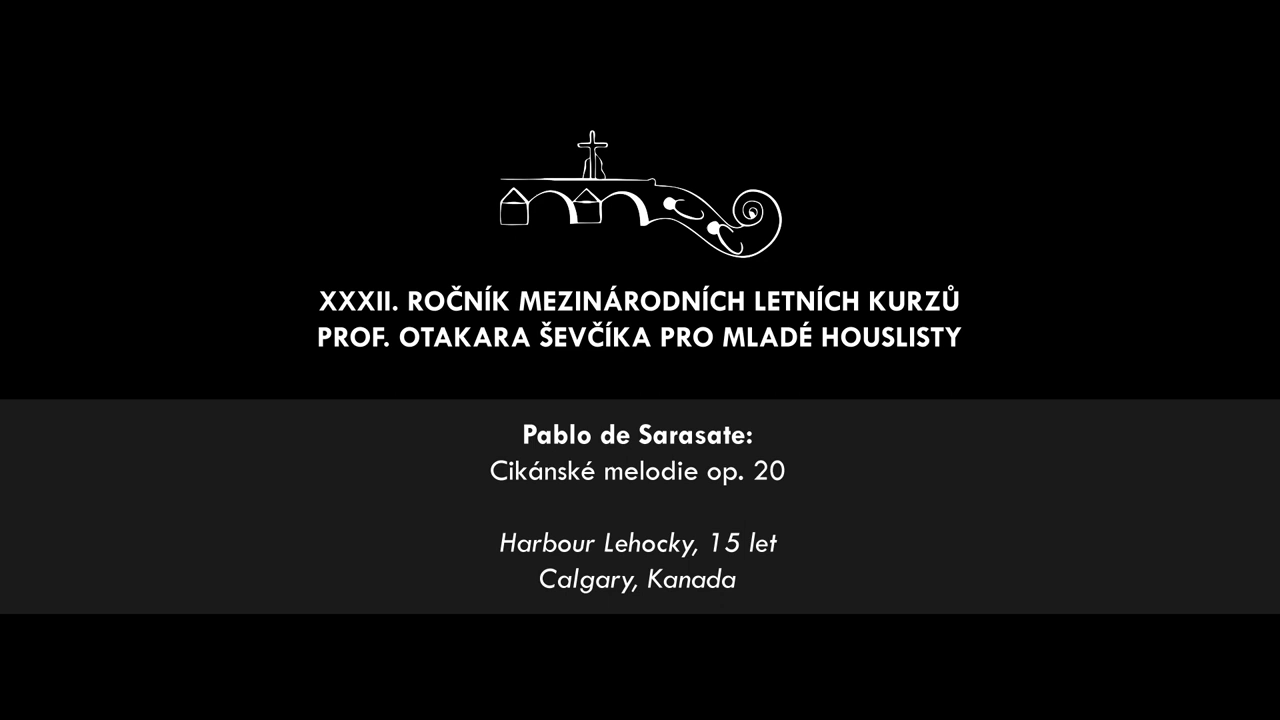 XXXII. ROČNÍK MEZINÁRODNÍCH LETNÍCH KURZŮ
PROF. OTAKARA ŠEVČÍKA PRO MLADÉ HOUSLISTY
Pablo de Sarasate:
Cikánské melodie op. 20
Harbour Lehocky, 15 let
Calgary, Kanada